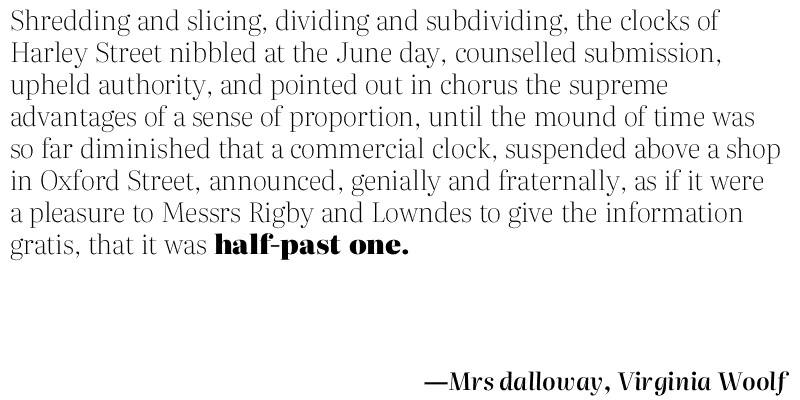 Shredding and slicing, dividing and subdividing, the clocks of
Harley Street nibbled at the June day, counselled submission,
upheld authority, and pointed out in chorus the supreme
advantages of a sense of proportion, until the mound of time was
so far diminished that a commercial clock, suspended above a shop
in Oxford Street, announced, genially and fraternally, as if it were
a pleasure to Messrs Rigby and Lowndes to give the information
gratis, that it was half-past one.
—Mrs dalloway, Virginia Woolf